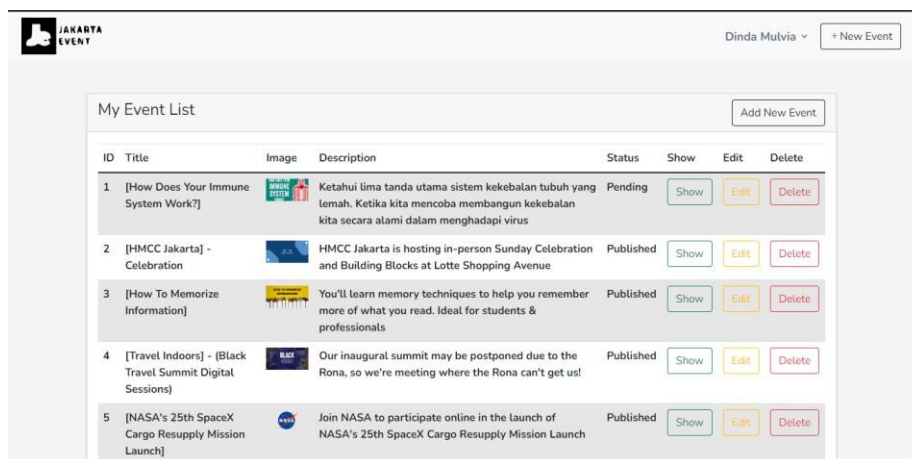 JAKARTA
EVENT
Dinda Mulvia
+ New Event
My Event List
Add New Event
ID Title Image Description Status Show Edit Delete
1 [How Does Your Immune Ketahui lima tanda utama sistem kekebalan tubuh yang Pending Show Edit Delete
System Work?] lemah. Ketika kita mencoba membangun kekebalan
kita secara alami dalam menghadapi virus
IMMUNE
SYSTEM
2 [HMCC Jakarta] - HMCC Jakarta is hosting in-person Sunday Celebration Published Show Edit Delete
Celebration and Building Blocks at Lotte Shopping Avenue
3 [How To Memorize You'll learn memory techniques to help you remember Published Show Edit Delete
Information] more of what you read. Ideal for students &
professionals
4 [Travel Indoors] - (Black Our inaugural summit may be postponed due to the Published Show Edit Delete
Travel Summit Digital Rona, so we're meeting where the Rona can't get us!
Sessions)
BLACK
5 [NASA's 25th SpaceX Join NASA to participate online in the launch of Published Show Edit Delete
Cargo Resupply Mission NASA's 25th SpaceX Cargo Resupply Mission Launch
Launch]
NASA